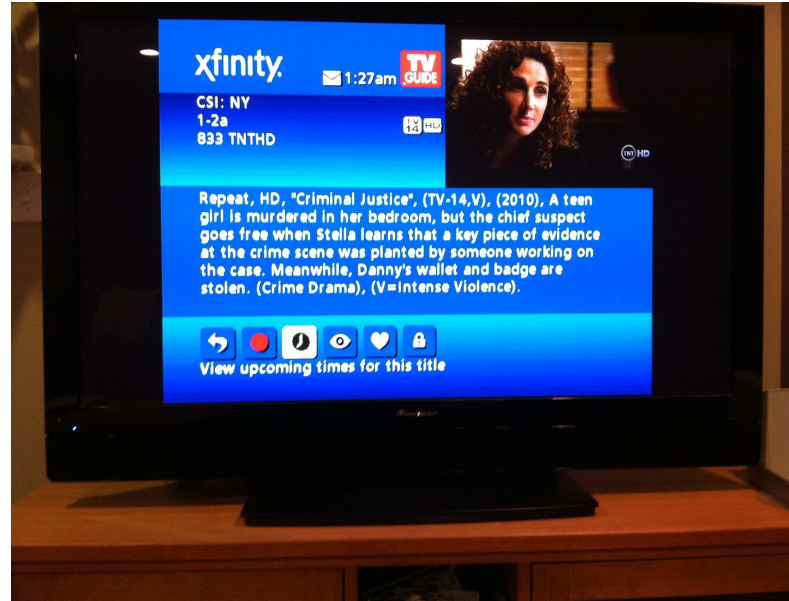 xfinity.
1:27am
TV
GUIDE
CSI: NY
1-2a
833 TNTHD
TV
14
HD
TNT HD
Repeat, HD, "Criminal Justice", (TV-14,V), (2010), A teen
girl is murdered in her bedroom, but the chief suspect
goes free when Stella learns that a key piece of evidence
at the crime scene was planted by someone working on
the case. Meanwhile, Danny's wallet and badge are
stolen. (Crime Drama), (V=Intense Violence).
View upcoming times for this title
Pioneer